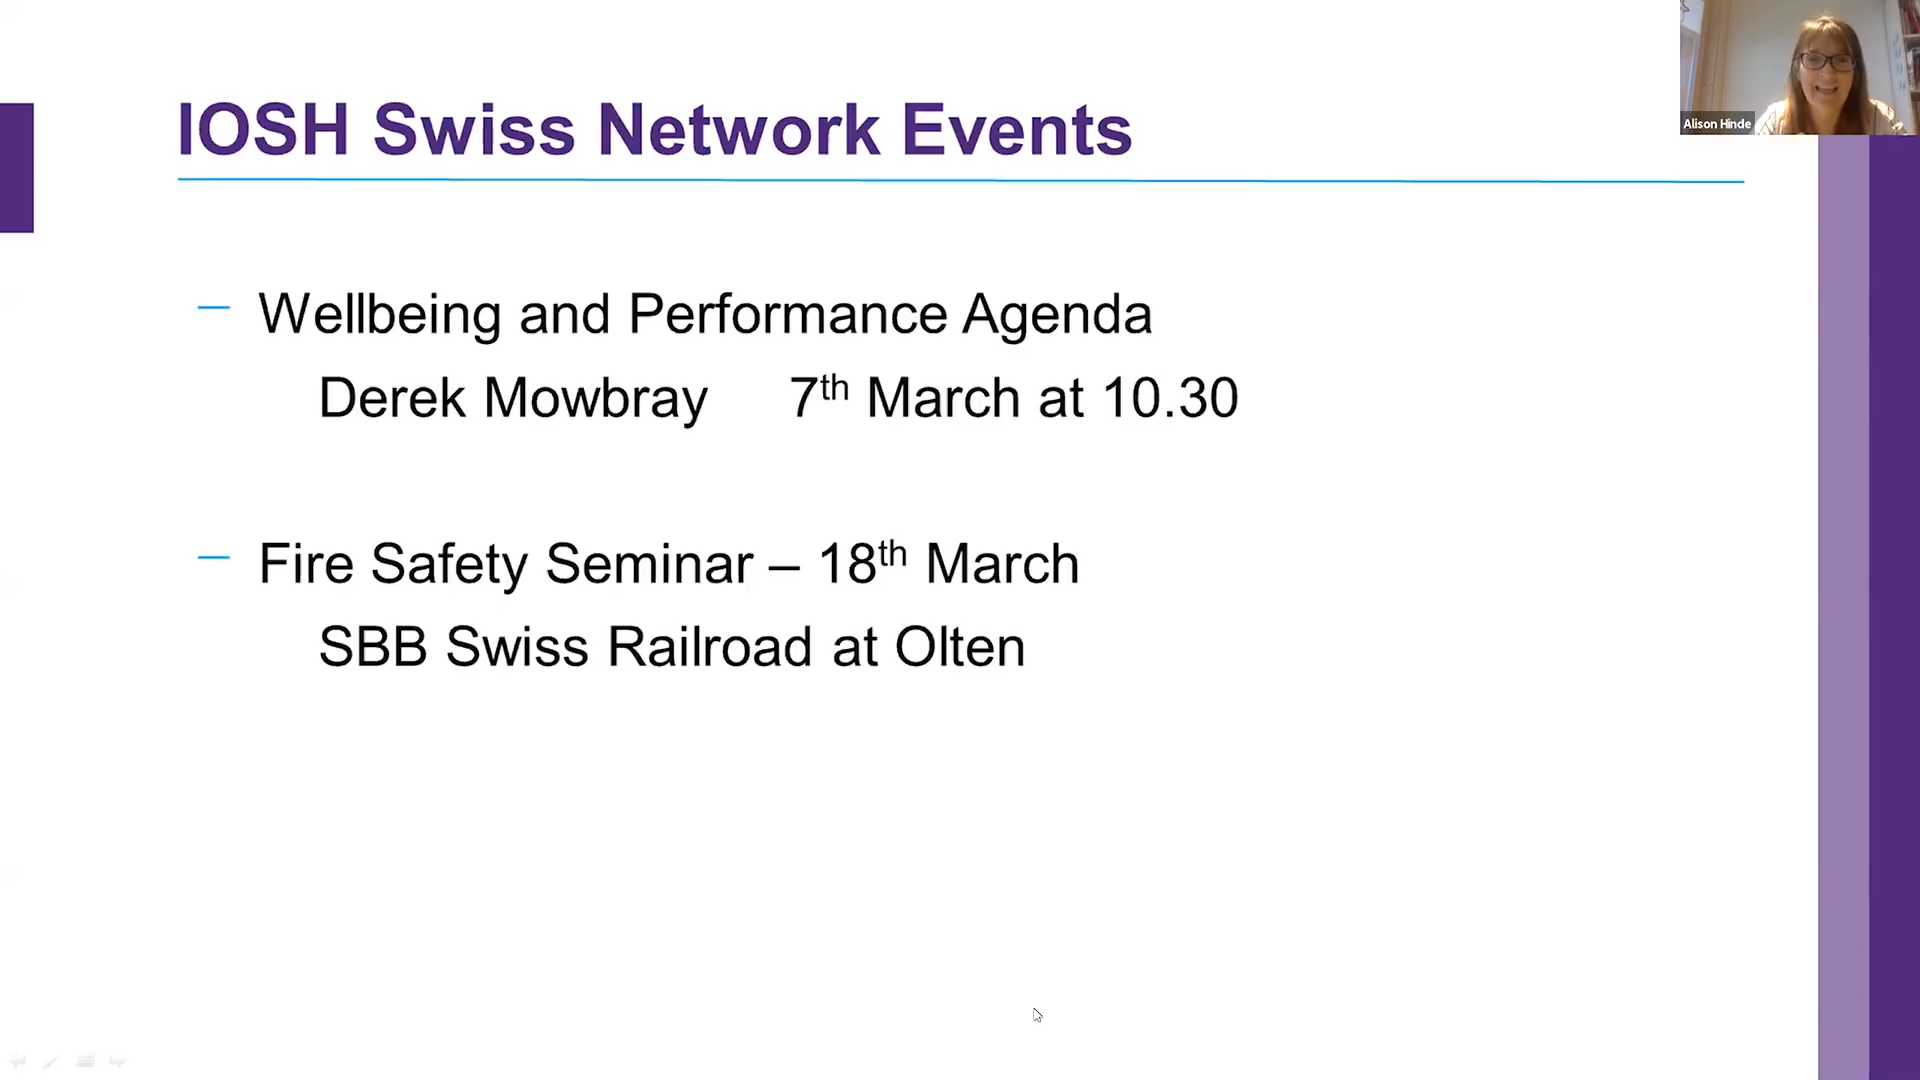 IOSH Swiss Network Events
Alison Hinde
– Wellbeing and Performance Agenda
Derek Mowbray 7th March at 10.30
– Fire Safety Seminar – 18th March
SBB Swiss Railroad at Olten